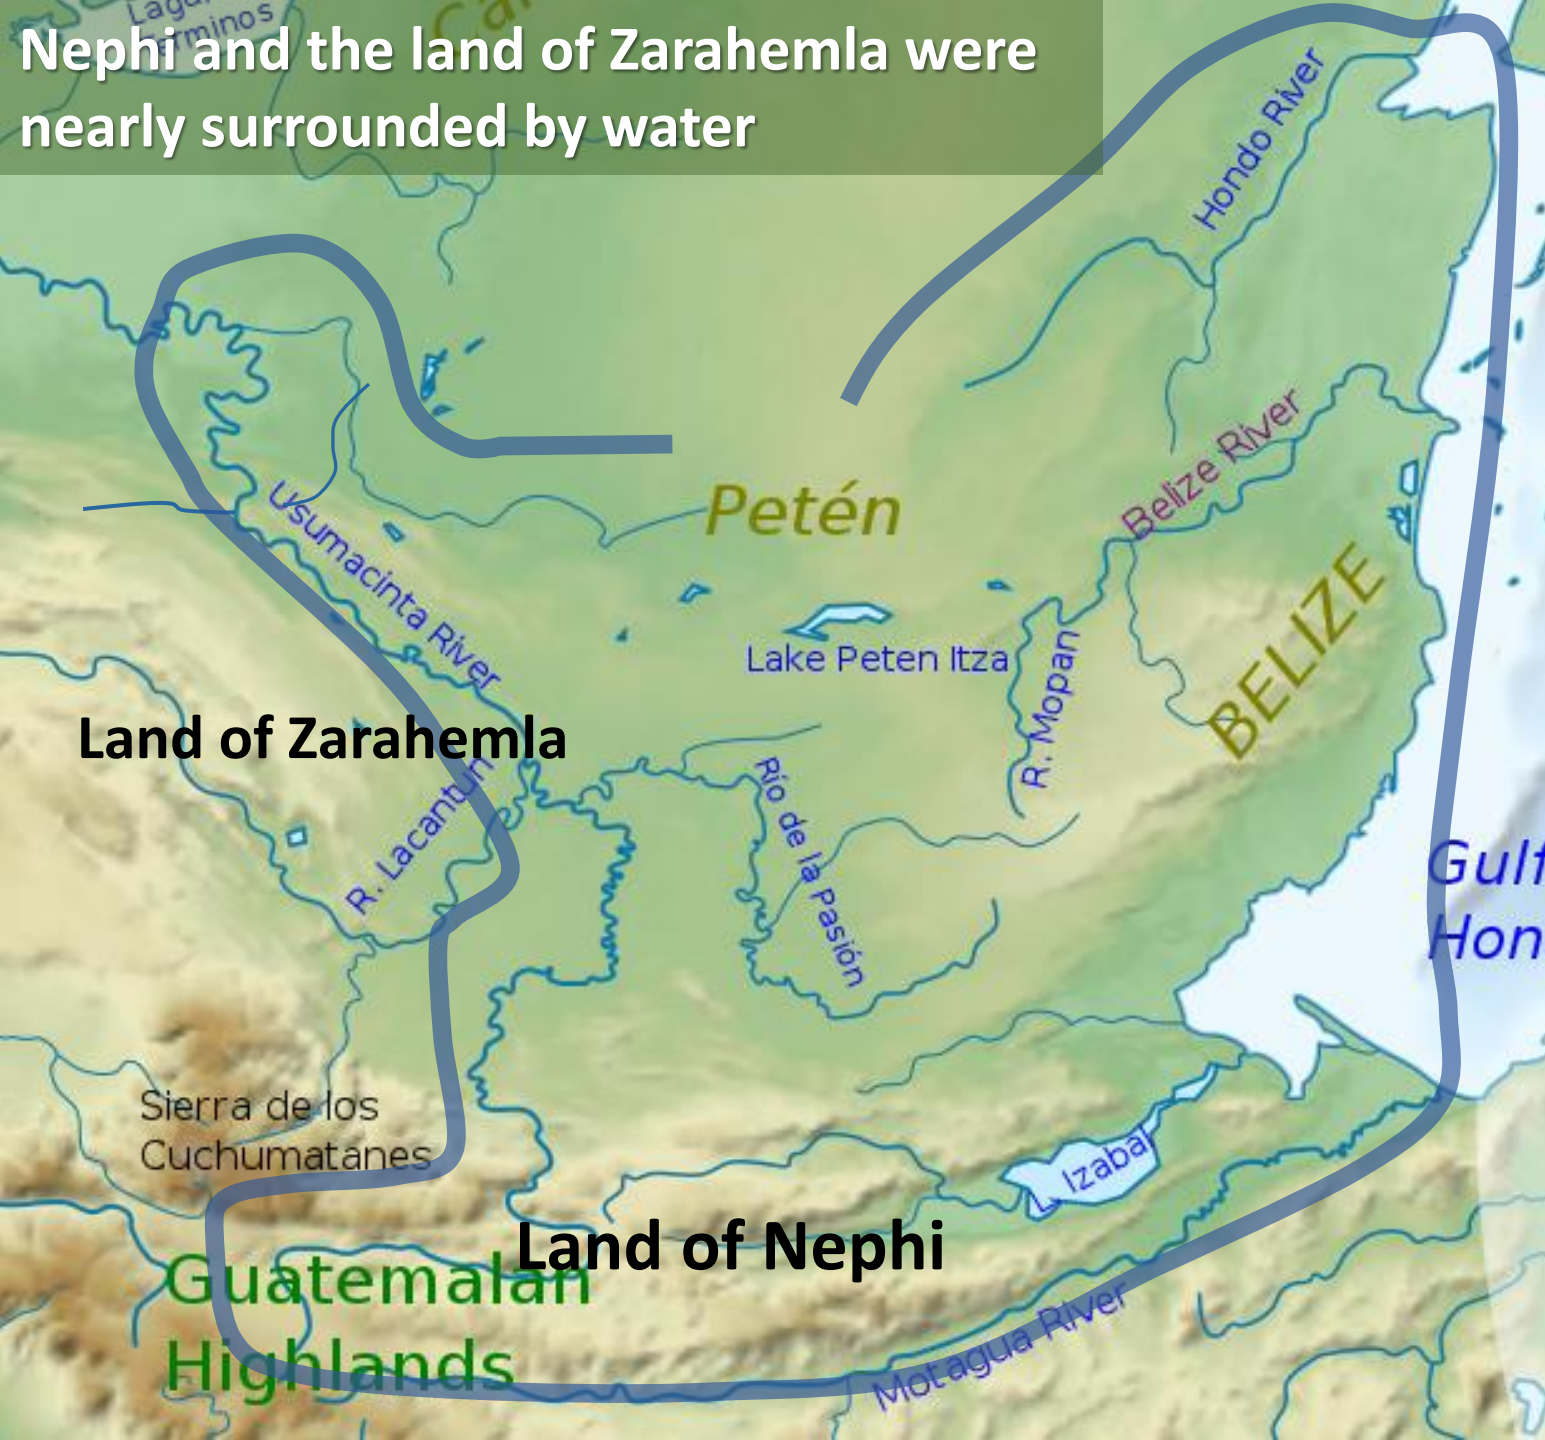 Nephi and the land of Zarahemla were
nearly surrounded by water
Hondo River
Belize River
Petén
Usumacinta River
Lake Peten Itza
R. Mopan
BELIZE
Land of Zarahemla
R. Lacantun
Río de la Pasión
Gulf
Hon
Sierra de los
Cuchumatanes
L. Izabal
Land of Nephi
Guatemalan
Highlands
Motagua River